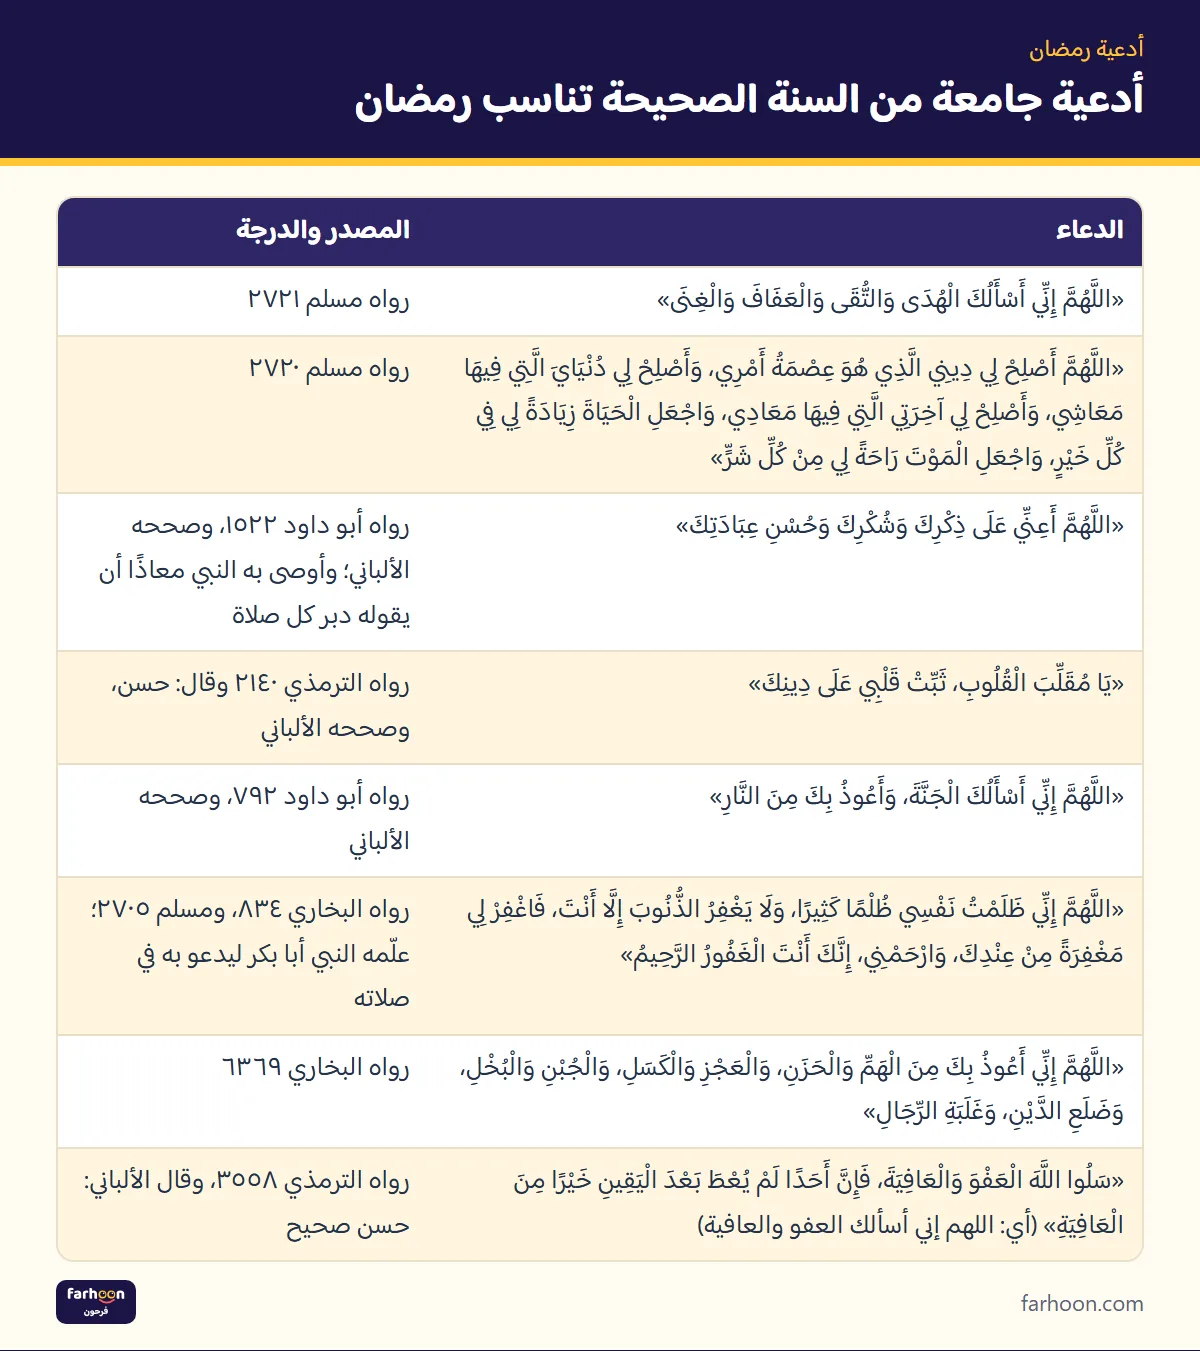 أدعية رمضان
أدعية جامعة من السنة الصحيحة تناسب رمضان
الدعاء
المصدر والدرجة
«اللَّهُمَّ إِنِّي أَسْأَلُكَ الْهُدَى وَالتُّقَى وَالْعَفَافَ وَالْغِنَى»
رواه مسلم ٢٧٢١
«اللَّهُمَّ أَصْلِحْ لِي دِينِي الَّذِي هُوَ عِصْمَةُ أَمْرِي، وَأَصْلِحْ لِي دُنْيَايَ الَّتِي فِيهَا
مَعَاشِي، وَأَصْلِحْ لِي آخِرَتِي الَّتِي فِيهَا مَعَادِي، وَاجْعَلِ الْحَيَاةَ زِيَادَةً لِي فِي
كُلِّ خَيْرٍ، وَاجْعَلِ الْمَوْتَ رَاحَةً لِي مِنْ كُلِّ شَرٍّ»
رواه مسلم ٢٧٢٠
«اللَّهُمَّ أَعِنِّي عَلَى ذِكْرِكَ وَشُكْرِكَ وَحُسْنِ عِبَادَتِكَ»
رواه أبو داود ١٥٢٢، وصححه
الألباني؛ وأوصى به النبي معاذًا أن
يقوله دبر كل صلاة
«يَا مُقَلِّبَ الْقُلُوبِ، ثَبِّتْ قَلْبِي عَلَى دِينِكَ»
رواه الترمذي ٢١٤٠ وقال: حسن،
وصححه الألباني
«اللَّهُمَّ إِنِّي أَسْأَلُكَ الْجَنَّةَ، وَأَعُوذُ بِكَ مِنَ النَّارِ»
رواه أبو داود ٧٩٢، وصححه
الألباني
«اللَّهُمَّ إِنِّي ظَلَمْتُ نَفْسِي ظُلْمًا كَثِيرًا، وَلَا يَغْفِرُ الذُّنُوبَ إِلَّا أَنْتَ، فَاغْفِرْ لِي
مَغْفِرَةً مِنْ عِنْدِكَ، وَارْحَمْنِي، إِنَّكَ أَنْتَ الْغَفُورُ الرَّحِيمُ»
رواه البخاري ٨٣٤، ومسلم ٢٧٠٥؛
علّمه النبي أبا بكر ليدعو به في
صلاته
«اللَّهُمَّ إِنِّي أَعُوذُ بِكَ مِنَ الْهَمِّ وَالْحَزَنِ، وَالْعَجْزِ وَالْكَسَلِ، وَالْجُبْنِ وَالْبُخْلِ،
وَضَلَعِ الدَّيْنِ، وَغَلَبَةِ الرِّجَالِ»
رواه البخاري ٦٣٦٩
«سَلُوا اللَّهَ الْعَفْوَ وَالْعَافِيَةَ، فَإِنَّ أَحَدًا لَمْ يُعْطَ بَعْدَ الْيَقِينِ خَيْرًا مِنَ
الْعَافِيَةِ» (أي: اللهم إني أسألك العفو والعافية)
رواه الترمذي ٣٥٥٨، وقال الألباني:
حسن صحيح
farhoon.com
farhoon
فرحون